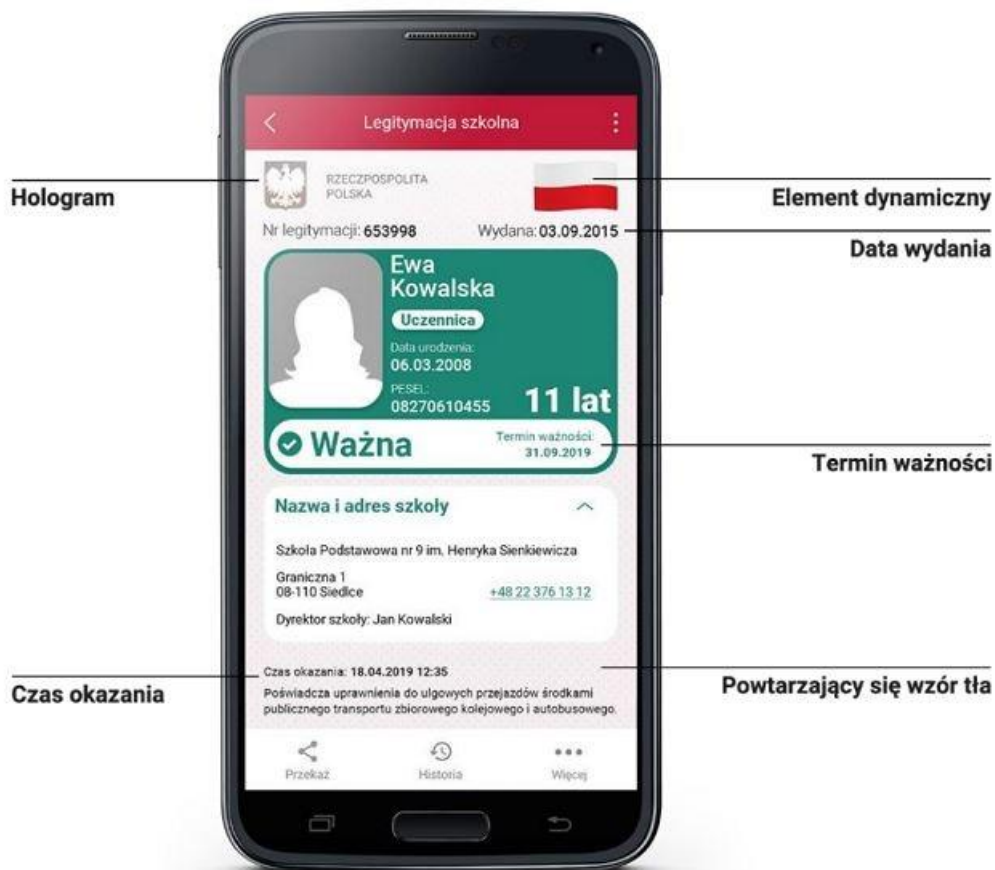 Legitymacja szkolna
Hologram
RZECZPOSPOLITA
POLSKA
Element dynamiczny
Nr legitymacji: 653998 Wydana: 03.09.2015
Data wydania
Ewa
Kowalska
Uczennica
Data urodzenia:
06.03.2008
PESEL:
08270610455
11 lat
Ważna
Termin ważności:
31.09.2019
Termin ważności
Nazwa i adres szkoły
Szkoła Podstawowa nr 9 im. Henryka Sienkiewicza
Graniczna 1
08-110 Siedlce +48 22 376 13 12
Dyrektor szkoły: Jan Kowalski
Czas okazania: 18.04.2019 12:35
Czas okazania
Powtarzający się wzór tła
Poświadcza uprawnienia do ulgowych przejazdów środkami
publicznego transportu zbiorowego kolejowego i autobusowego.
Przekaż Historia Więcej